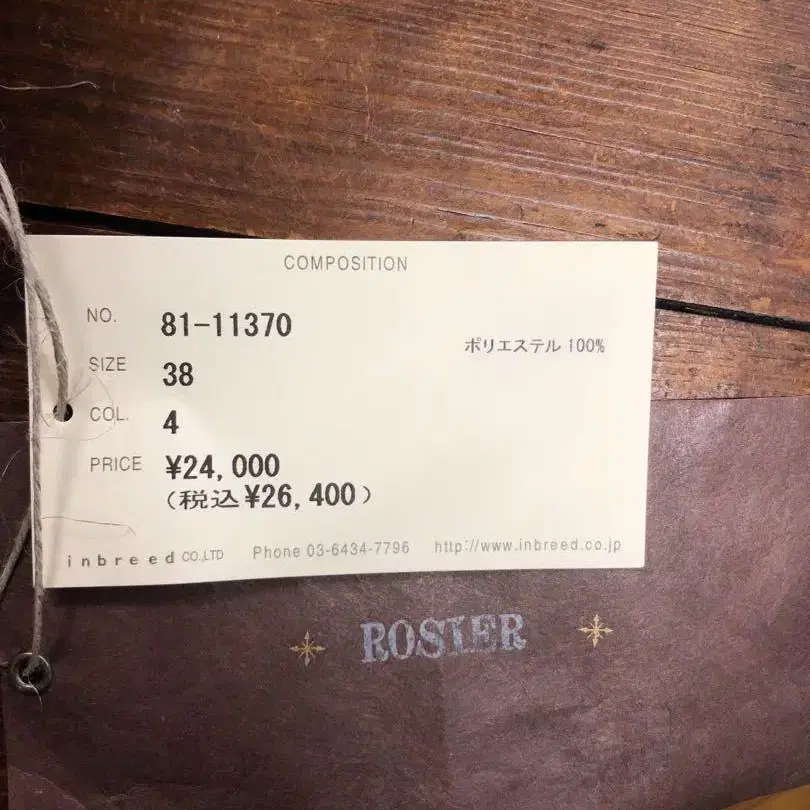 COMPOSITION
NO. 81-11370
ポリエステル 100%
SIZE 38
COL. 4
PRICE ¥24,000
(税込¥26,400)
inbreed CO.,LTD Phone 03-6434-7796 http://www.inbreed.co.jp
ROSIER